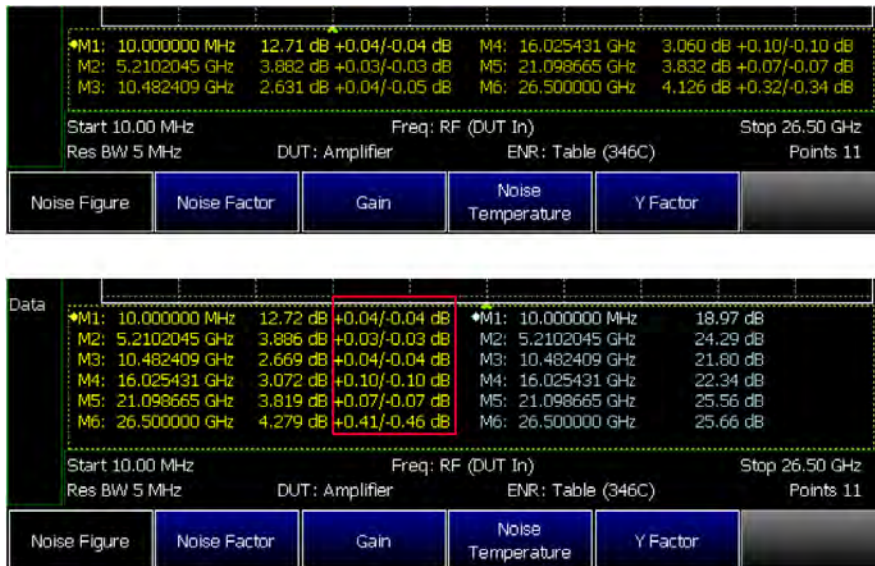 M1: 10.000000 MHz 12.71 dB +0.04/-0.04 dB M4: 16.025431 GHz 3.060 dB +0.10/-0.10 dB
M2: 5.2102045 GHz 3.882 dB +0.03/-0.03 dB M5: 21.098665 GHz 3.832 dB +0.07/-0.07 dB
M3: 10.482409 GHz 2.631 dB +0.04/-0.05 dB M6: 26.500000 GHz 4.126 dB +0.32/-0.34 dB
Start 10.00 MHz Freq: RF (DUT In) Stop 26.50 GHz
Res BW 5 MHz DUT: Amplifier ENR: Table (346C) Points 11
Noise Figure Noise Factor Gain Noise Temperature Y Factor
Data
M1: 10.000000 MHz 12.72 dB +0.04/-0.04 dB M1: 10.000000 MHz 18.97 dB
M2: 5.2102045 GHz 3.886 dB +0.03/-0.03 dB M2: 5.2102045 GHz 24.29 dB
M3: 10.482409 GHz 2.669 dB +0.04/-0.04 dB M3: 10.482409 GHz 21.80 dB
M4: 16.025431 GHz 3.072 dB +0.10/-0.10 dB M4: 16.025431 GHz 22.34 dB
M5: 21.098665 GHz 3.819 dB +0.07/-0.07 dB M5: 21.098665 GHz 25.56 dB
M6: 26.500000 GHz 4.279 dB +0.41/-0.46 dB M6: 26.500000 GHz 25.66 dB
Start 10.00 MHz Freq: RF (DUT In) Stop 26.50 GHz
Res BW 5 MHz DUT: Amplifier ENR: Table (346C) Points 11
Noise Figure Noise Factor Gain Noise Temperature Y Factor